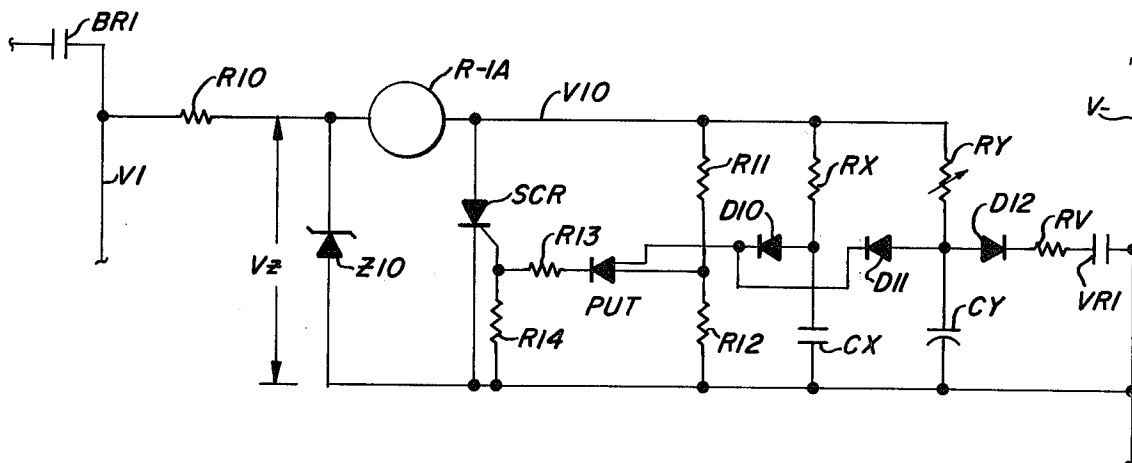 BR1
R10
R-1A
V10
V-
V1
R11
RX
RY
SCR
D10
D12
RV
R13
Vz
Z10
D11
VR1
PUT
CY
R14
R12
CX